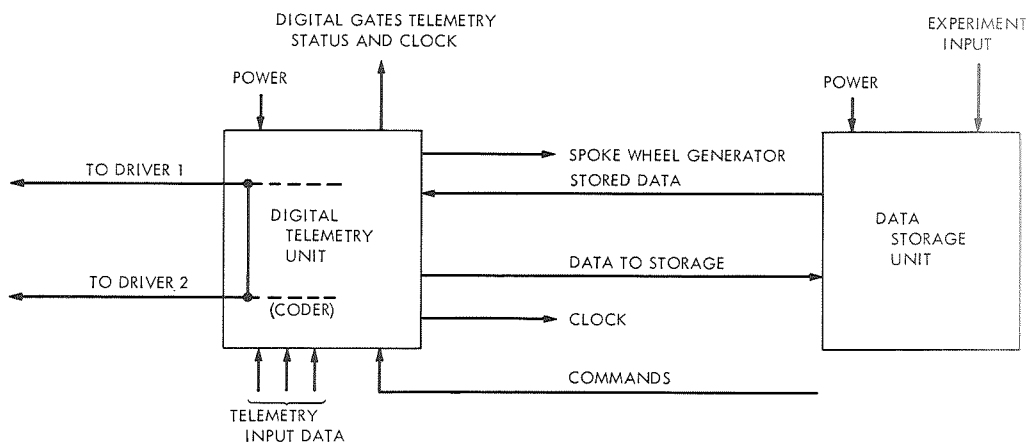 DIGITAL GATES TELEMETRY
STATUS AND CLOCK
EXPERIMENT
INPUT
POWER
POWER
TO DRIVER 1
SPOKE WHEEL GENERATOR
STORED DATA
DIGITAL
TELEMETRY
UNIT
DATA
STORAGE
UNIT
DATA TO STORAGE
TO DRIVER 2
(CODER)
CLOCK
COMMANDS
TELEMETRY
INPUT DATA